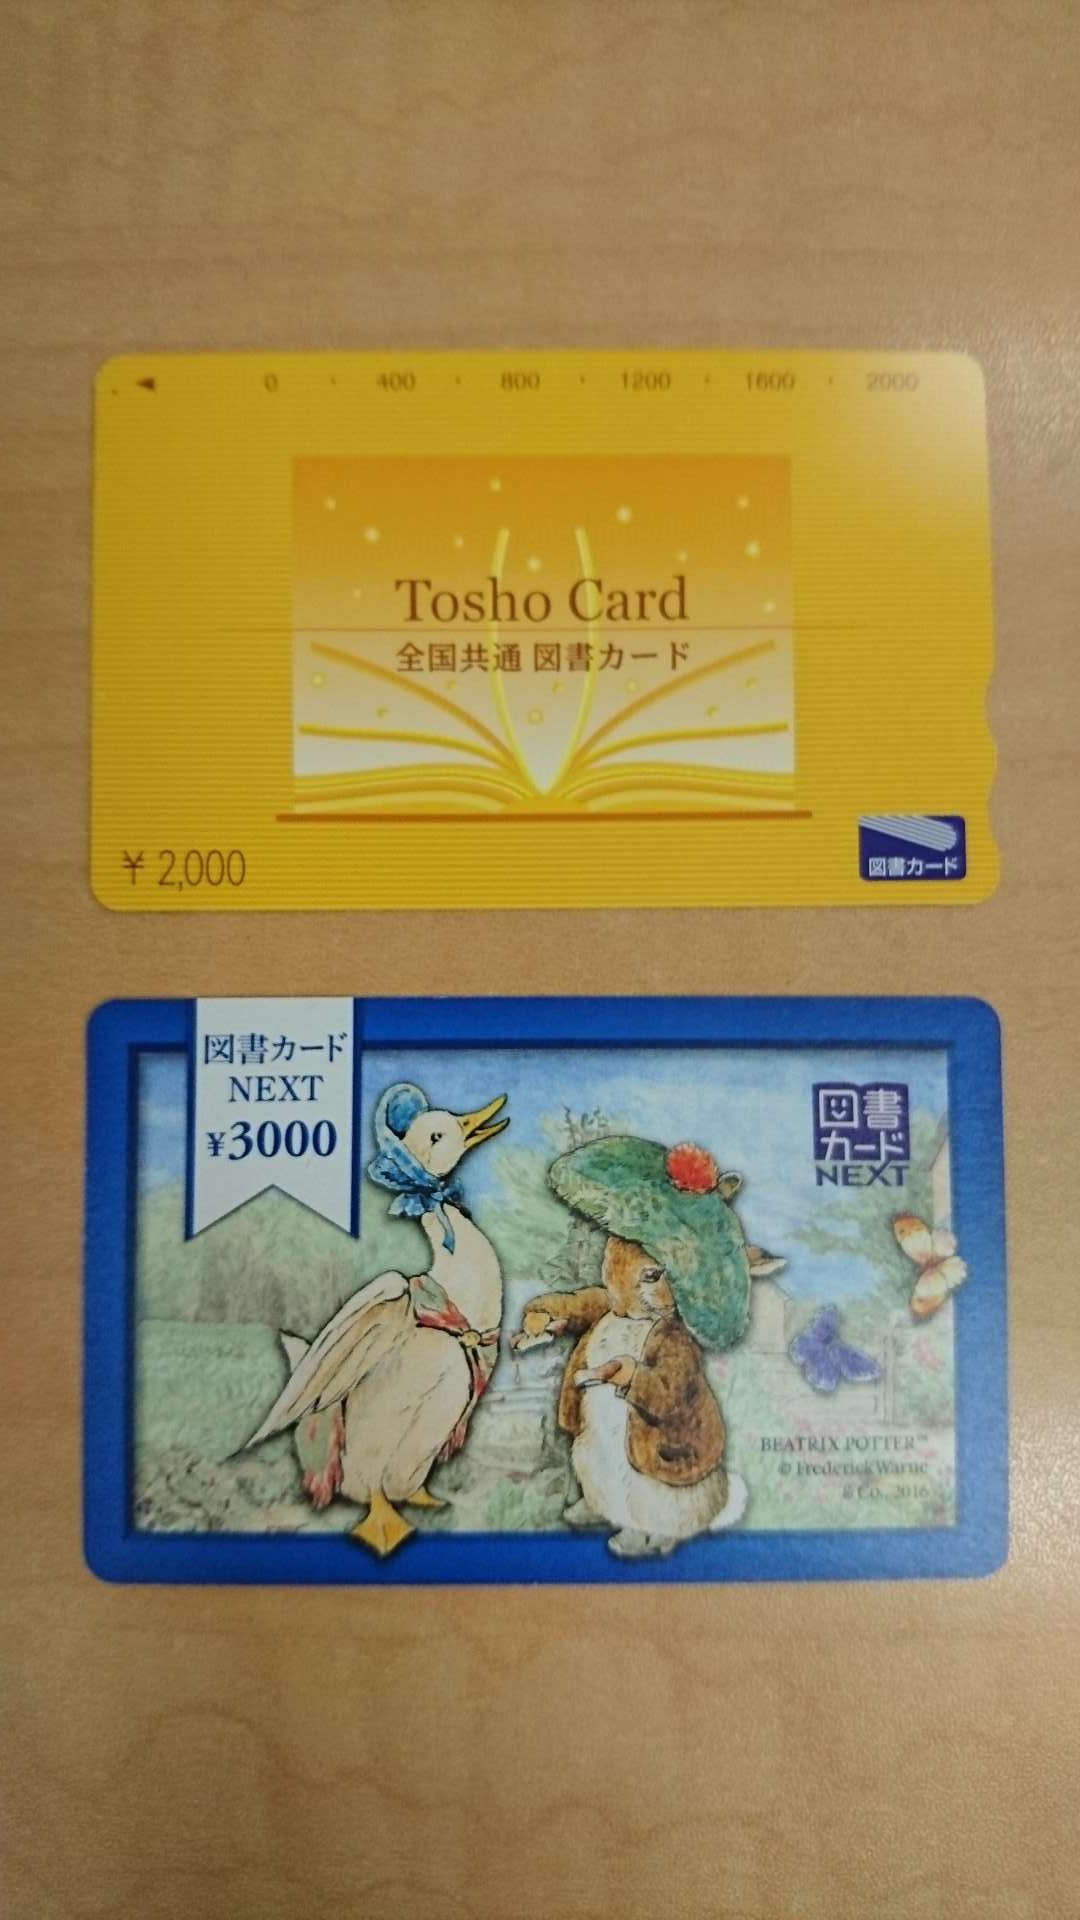 0 · 400 · 800 · 1200 · 1600 · 2000
Tosho Card
全国共通 図書カード
¥ 2,000
図書カード
図書カード
NEXT
¥3000
図書
カード
NEXT
BEATRIX POTTER™
© Frederick Warne
& Co., 2016